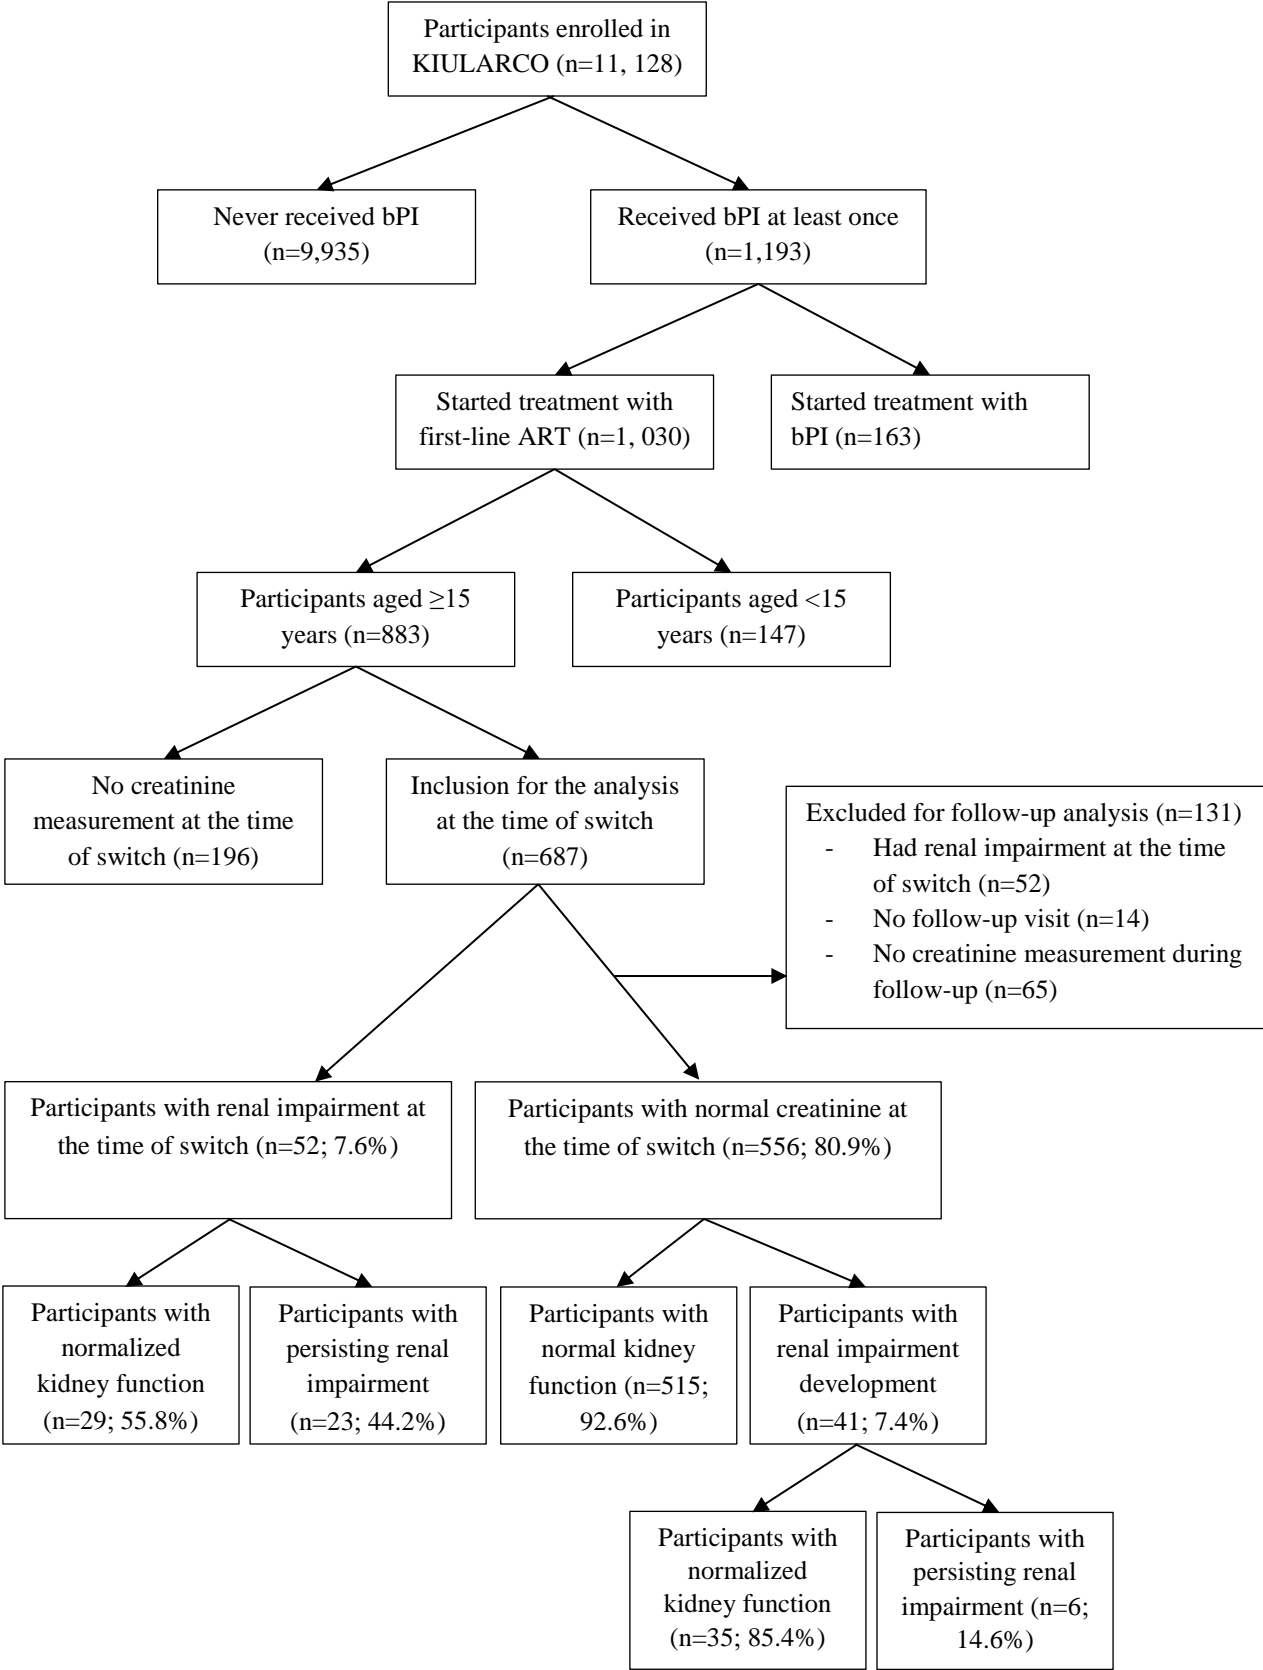 Participants enrolled in
KIULARCO (n=11, 128)
Never received bPI
(n=9,935)
Received bPI at least once
(n=1,193)
Started treatment with
first-line ART (n=1, 030)
Started treatment with
bPI (n=163)
Participants aged ≥15
years (n=883)
Participants aged <15
years (n=147)
No creatinine
measurement at the time
of switch (n=196)
Inclusion for the analysis
at the time of switch
(n=687)
Excluded for follow-up analysis (n=131)
- Had renal impairment at the time
of switch (n=52)
- No follow-up visit (n=14)
- No creatinine measurement during
follow-up (n=65)
Participants with renal impairment at
the time of switch (n=52; 7.6%)
Participants with normal creatinine at
the time of switch (n=556; 80.9%)
Participants with
normalized
kidney function
(n=29; 55.8%)
Participants with
persisting renal
impairment
(n=23; 44.2%)
Participants with
normal kidney
function (n=515;
92.6%)
Participants with
renal impairment
development
(n=41; 7.4%)
Participants with
normalized
kidney function
(n=35; 85.4%)
Participants with
persisting renal
impairment (n=6;
14.6%)